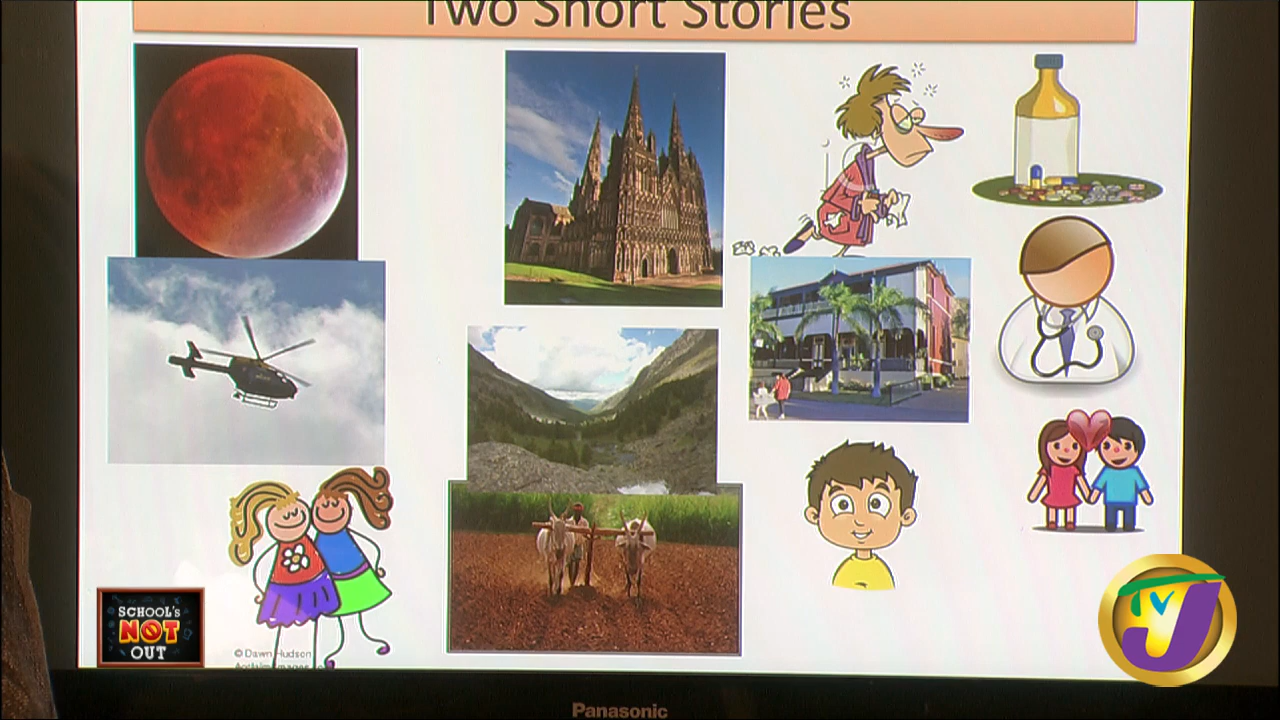 Two Short Stories
SCHOOL'S
NOT
OUT
© Dawn Hudson
TVJ
Panasonic